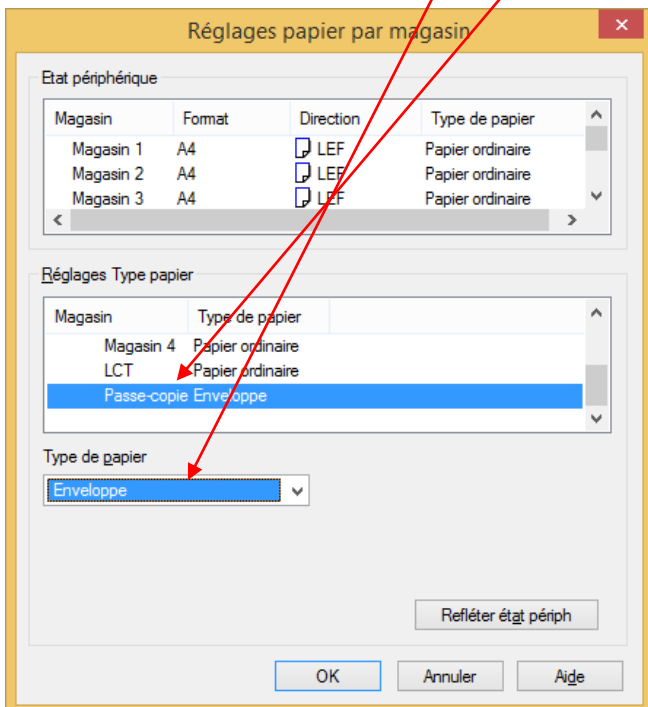 Réglages papier par magasin
Etat périphérique
Magasin Format Direction Type de papier
Magasin 1 A4 LEF Papier ordinaire
Magasin 2 A4 LEF Papier ordinaire
Magasin 3 A4 LEF Papier ordinaire
Réglages Type papier
Magasin Type de papier
Magasin 4 Papier ordinaire
LCT Papier ordinaire
Passe-copie Enveloppe
Type de papier
Enveloppe
Refléter état périph
OK Annuler Aide